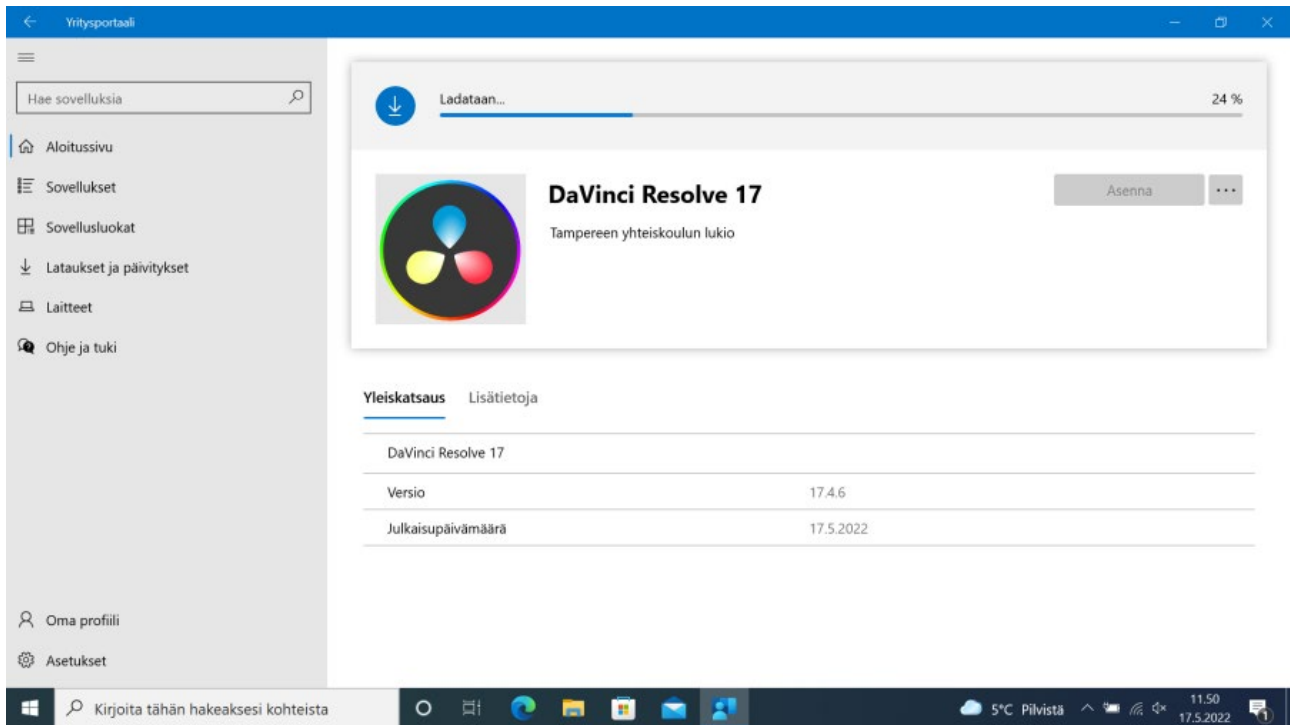 Yritysportaali
Hae sovelluksia
Aloitussivu
Sovellukset
Sovellusluokat
Lataukset ja päivitykset
Laitteet
Ohje ja tuki
Oma profiili
Asetukset
Ladataan...
24 %
DaVinci Resolve 17
Asenna
Tampereen yhteiskoulun lukio
Yleiskatsaus Lisätietoja
DaVinci Resolve 17
Versio 17.4.6
Julkaisupäivämäärä 17.5.2022
Kirjoita tähän hakeaksesi kohteista
5°C Pilvistä
11.50
17.5.2022
1